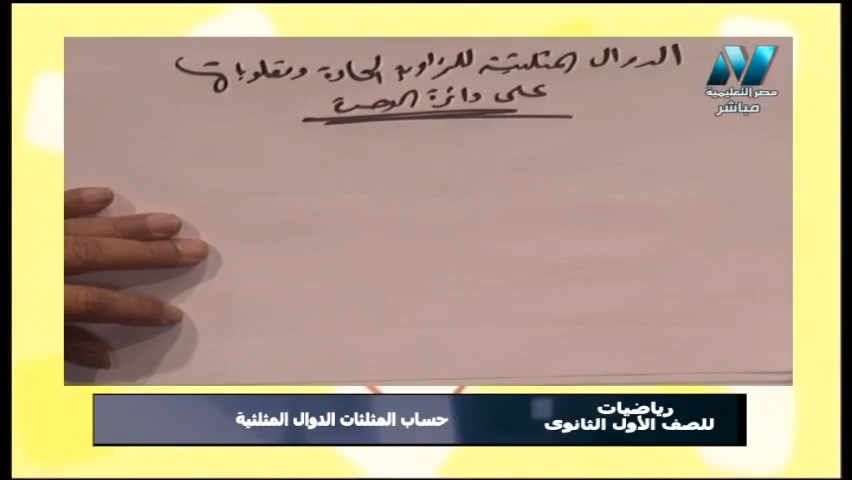 الدوال المثلثية للزاوية الحادة ومقلوباتها
على دائرة الوحدة
مصر التعليمية
مباشر
رياضيات
للصف الأول الثانوى
حساب المثلثات الدوال المثلثية